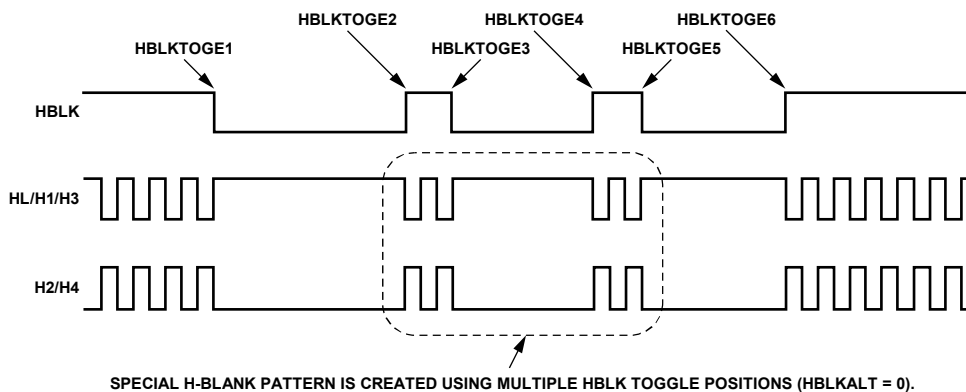 HBLKTOGE2
HBLKTOGE4
HBLKTOGE6
HBLKTOGE1
HBLKTOGE3
HBLKTOGE5
HBLK
HL/H1/H3
H2/H4
SPECIAL H-BLANK PATTERN IS CREATED USING MULTIPLE HBLK TOGGLE POSITIONS (HBLKALT = 0).